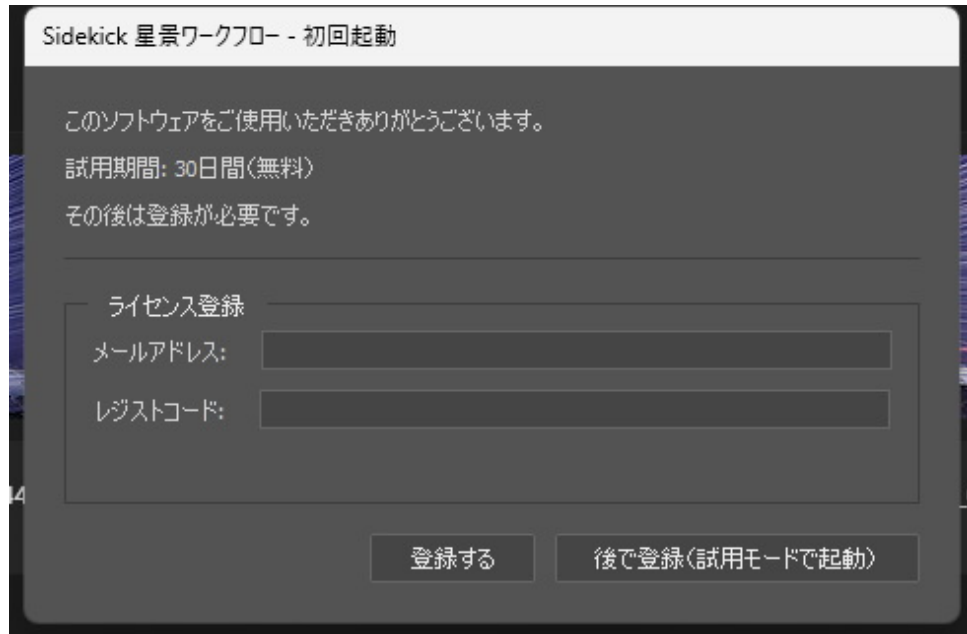 Sidekick 星景ワークフロー - 初回起動
このソフトウェアをご使用いただきありがとうございます。
試用期間: 30日間(無料)
その後は登録が必要です。
ライセンス登録
メールアドレス:
レジストコード:
44
登録する
後で登録(試用モードで起動)